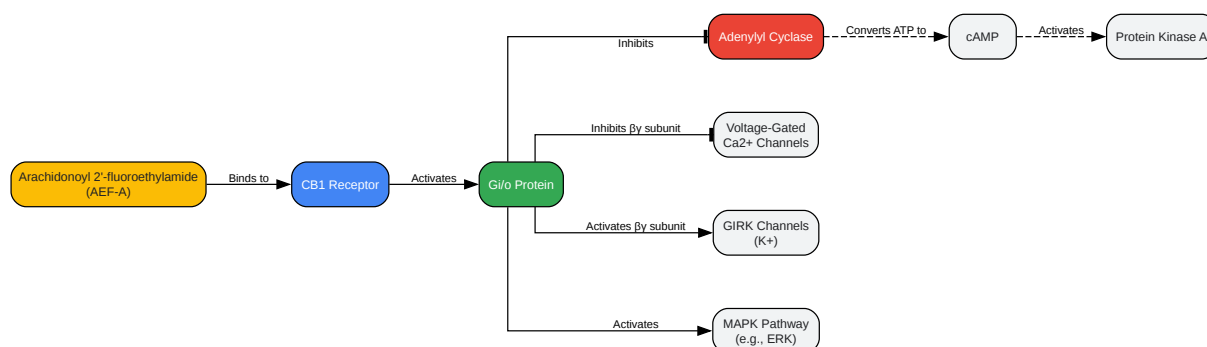 Inhibits
Adenylyl Cyclase
Converts ATP to
cAMP
Activates
Protein Kinase A
Inhibits βγ subunit
Voltage-Gated
Ca2+ Channels
Arachidonoyl 2'-fluoroethylamide
(AEF-A)
Binds to
CB1 Receptor
Activates
Gi/o Protein
Activates βγ subunit
GIRK Channels
(K+)
Activates
MAPK Pathway
(e.g., ERK)